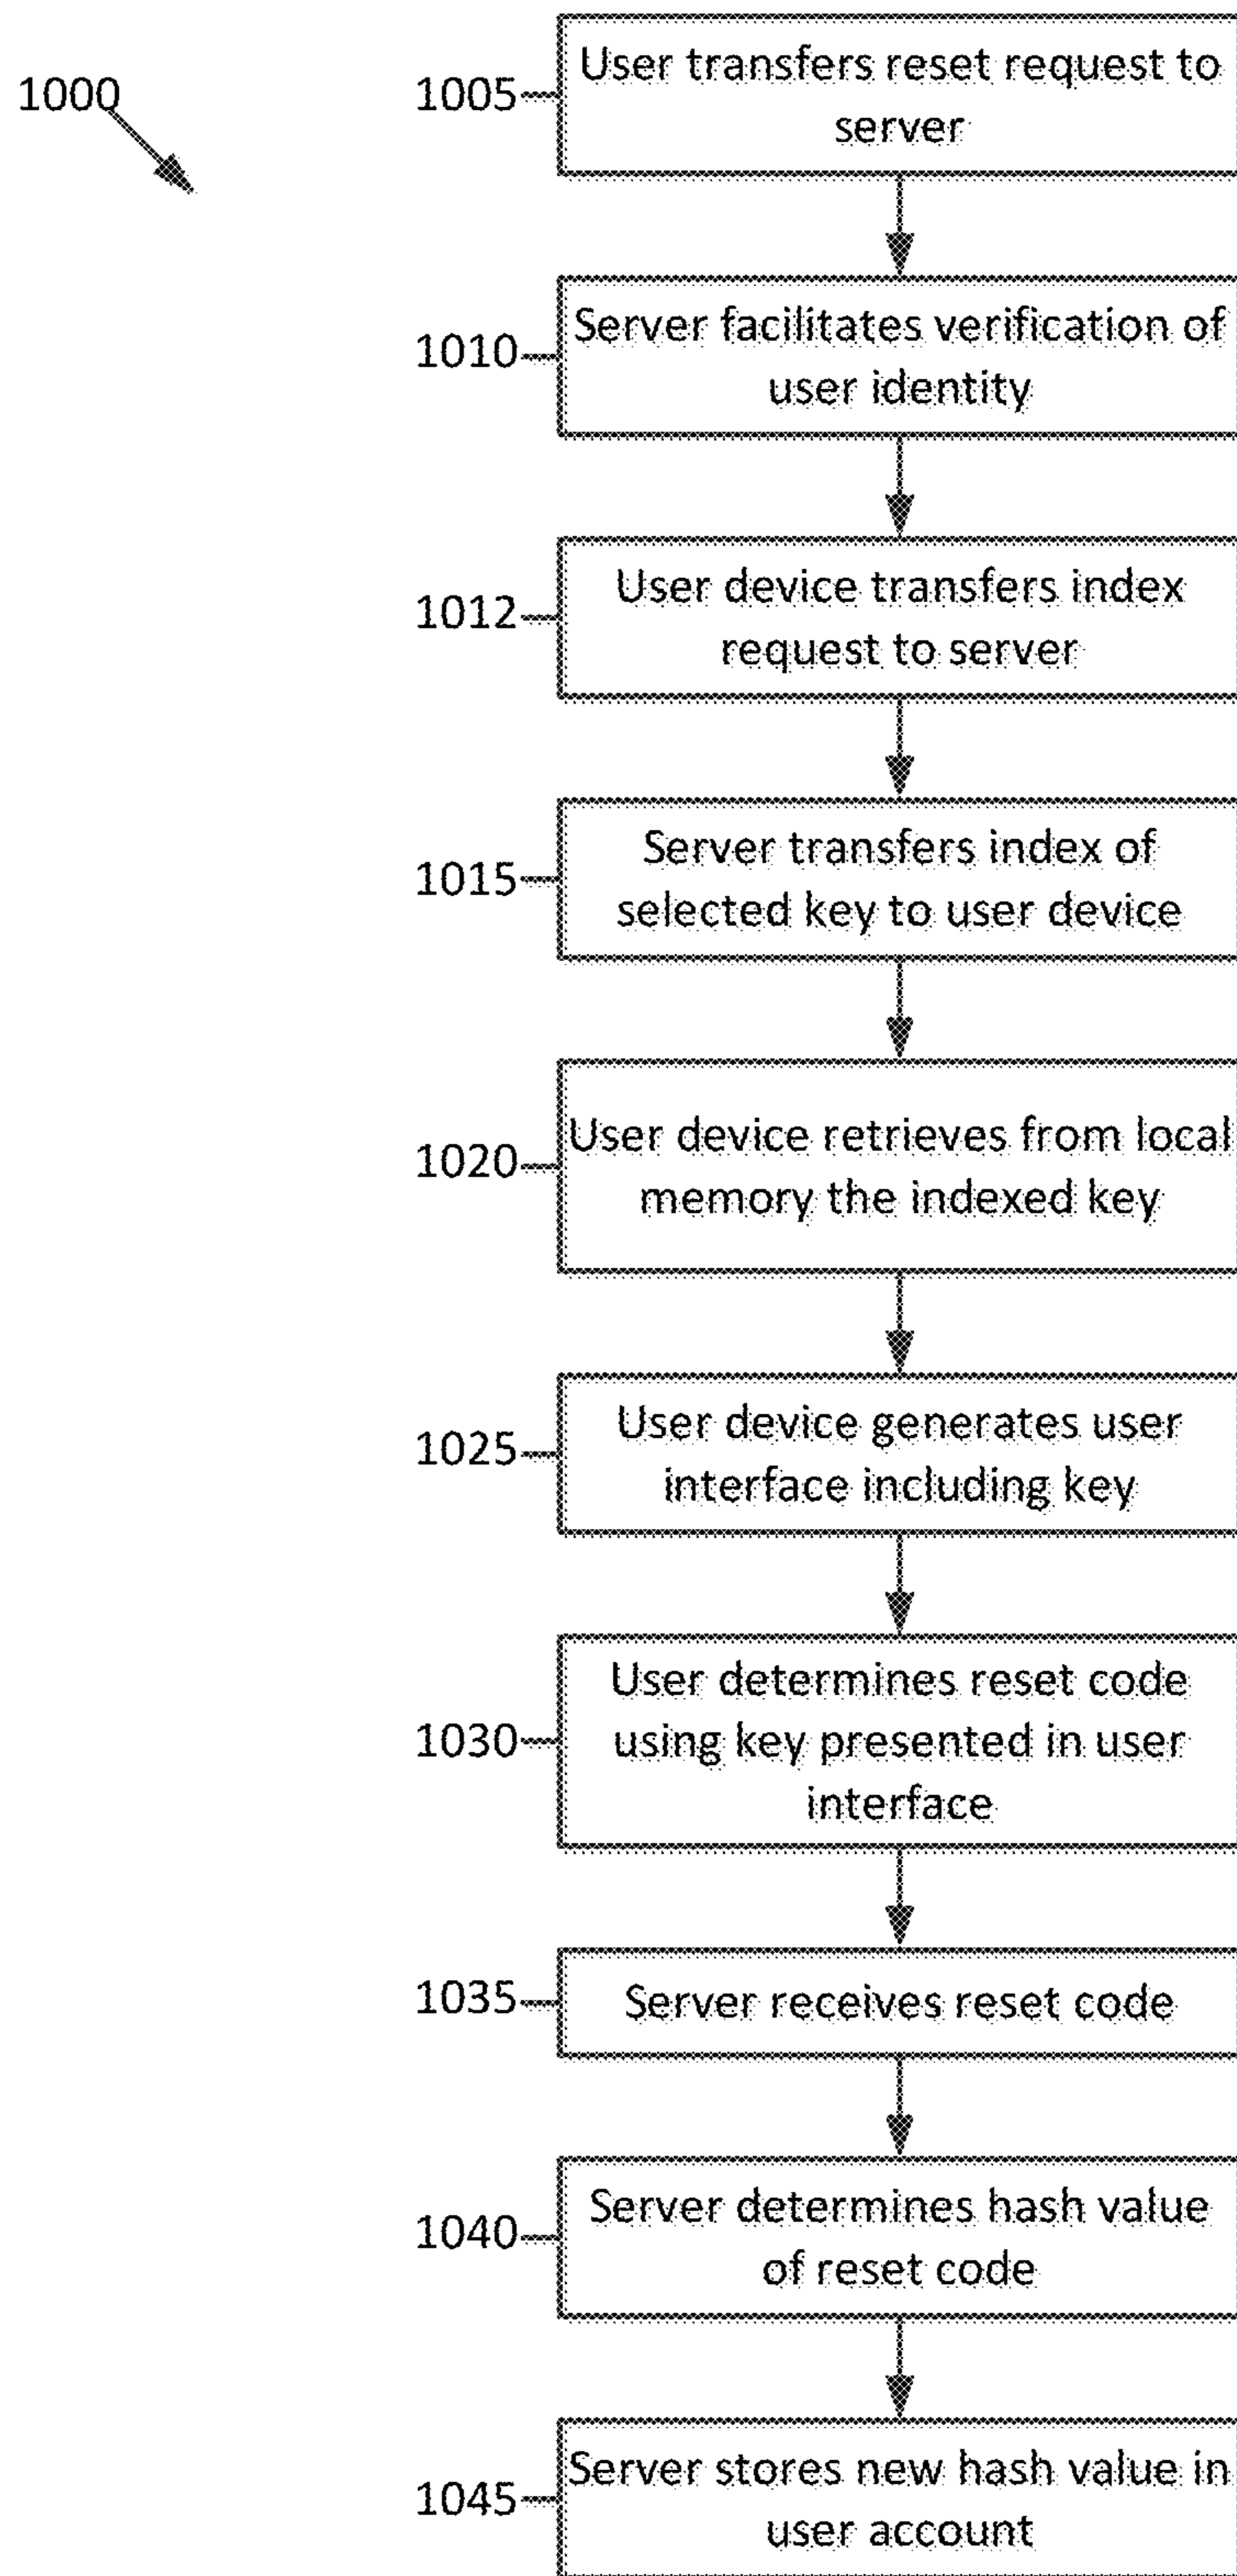 1000
1005
User transfers reset request to
server
1010
Server facilitates verification of
user identity
1012
User device transfers index
request to server
1015
Server transfers index of
selected key to user device
1020
User device retrieves from local
memory the indexed key
1025
User device generates user
interface including key
1030
User determines reset code
using key presented in user
interface
1035
Server receives reset code
1040
Server determines hash value
of reset code
1045
Server stores new hash value in
user account